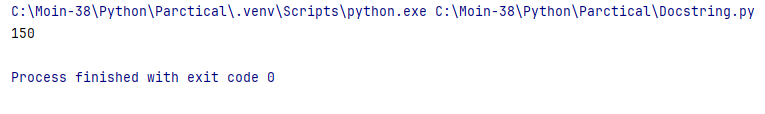 C:\Moin-38\Python\Parctical\.venv\Scripts\python.exe C:\Moin-38\Python\Parctical\Docstring.py
150
Process finished with exit code 0